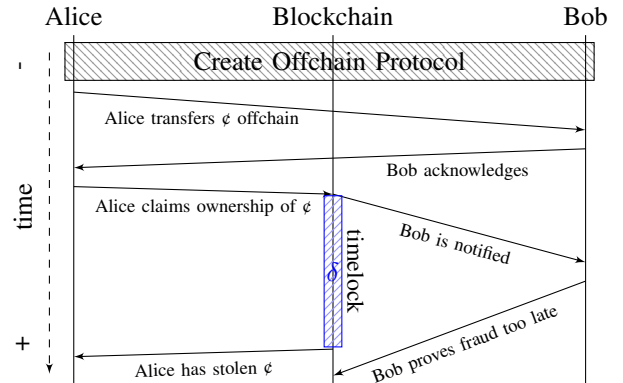 Alice Blockchain Bob
-
Create Offchain Protocol
Alice transfers ¢ offchain
Bob acknowledges
Alice claims ownership of ¢
Bob is notified
time
timelock
δ
Bob proves fraud too late
+
Alice has stolen ¢